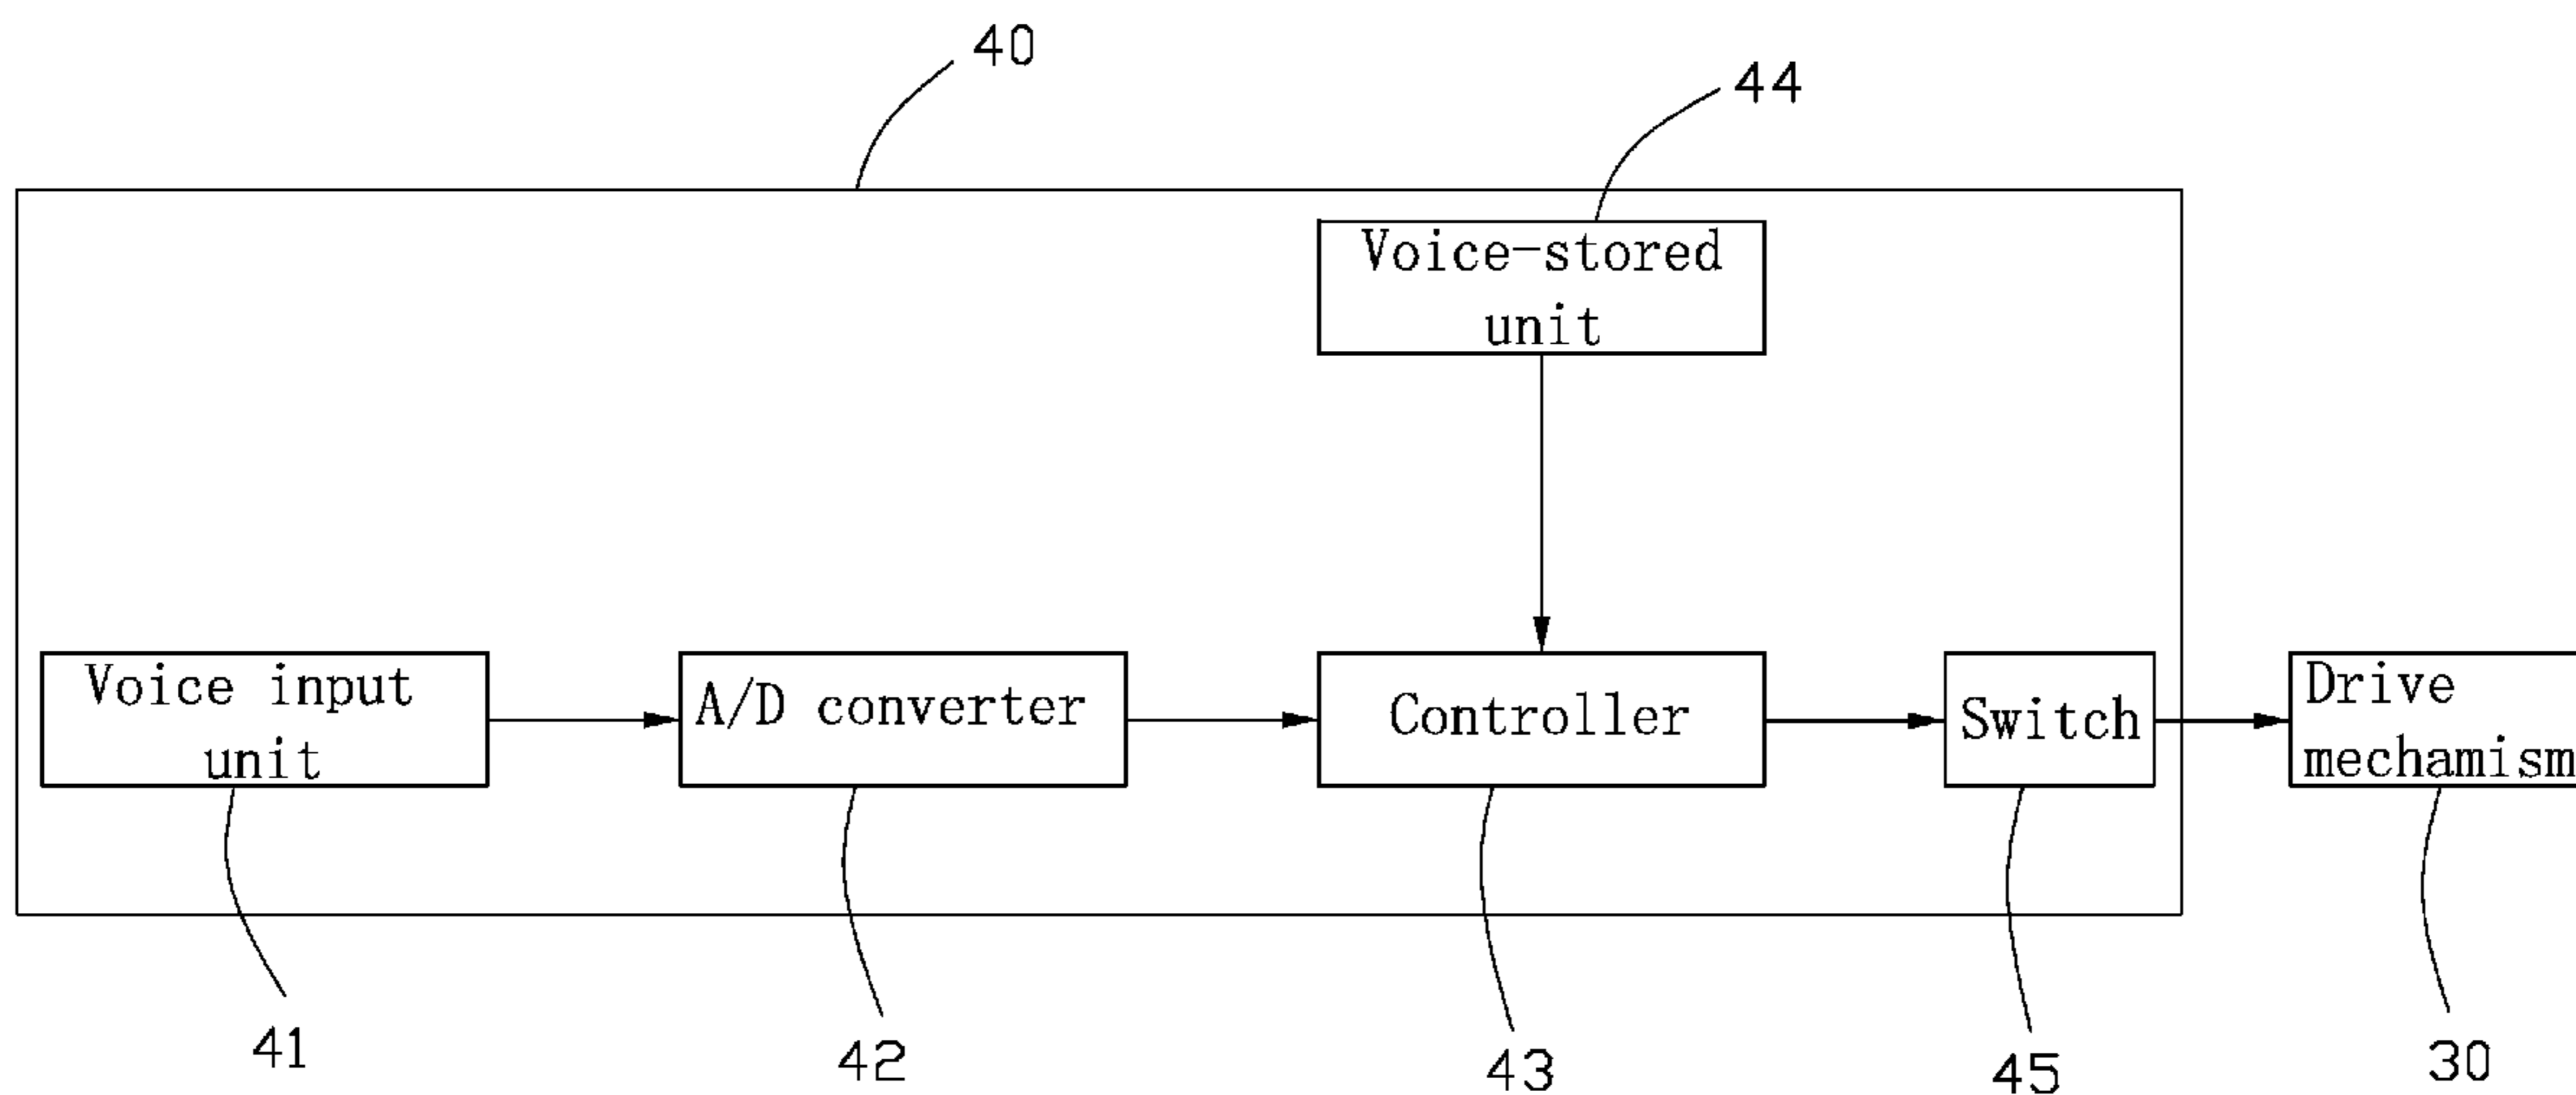 40
44
Voice-stored
unit
Voice input
unit
A/D converter
Controller
Switch
Drive
mechamism
41
42
43
45
30